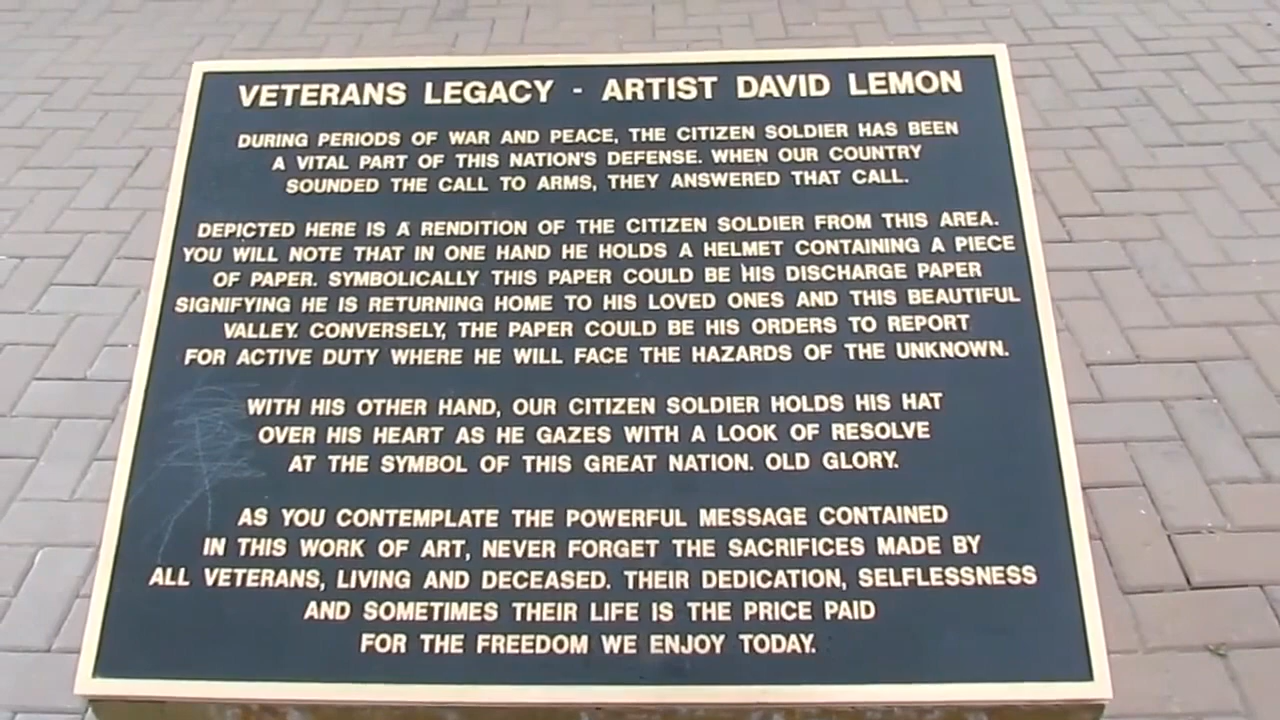 VETERANS LEGACY - ARTIST DAVID LEMON
DURING PERIODS OF WAR AND PEACE, THE CITIZEN SOLDIER HAS BEEN
A VITAL PART OF THIS NATION'S DEFENSE. WHEN OUR COUNTRY
SOUNDED THE CALL TO ARMS, THEY ANSWERED THAT CALL.
DEPICTED HERE IS A RENDITION OF THE CITIZEN SOLDIER FROM THIS AREA.
YOU WILL NOTE THAT IN ONE HAND HE HOLDS A HELMET CONTAINING A PIECE
OF PAPER. SYMBOLICALLY THIS PAPER COULD BE HIS DISCHARGE PAPER
SIGNIFYING HE IS RETURNING HOME TO HIS LOVED ONES AND THIS BEAUTIFUL
VALLEY. CONVERSELY, THE PAPER COULD BE HIS ORDERS TO REPORT
FOR ACTIVE DUTY WHERE HE WILL FACE THE HAZARDS OF THE UNKNOWN.
WITH HIS OTHER HAND, OUR CITIZEN SOLDIER HOLDS HIS HAT
OVER HIS HEART AS HE GAZES WITH A LOOK OF RESOLVE
AT THE SYMBOL OF THIS GREAT NATION. OLD GLORY.
AS YOU CONTEMPLATE THE POWERFUL MESSAGE CONTAINED
IN THIS WORK OF ART, NEVER FORGET THE SACRIFICES MADE BY
ALL VETERANS, LIVING AND DECEASED. THEIR DEDICATION, SELFLESSNESS
AND SOMETIMES THEIR LIFE IS THE PRICE PAID
FOR THE FREEDOM WE ENJOY TODAY.